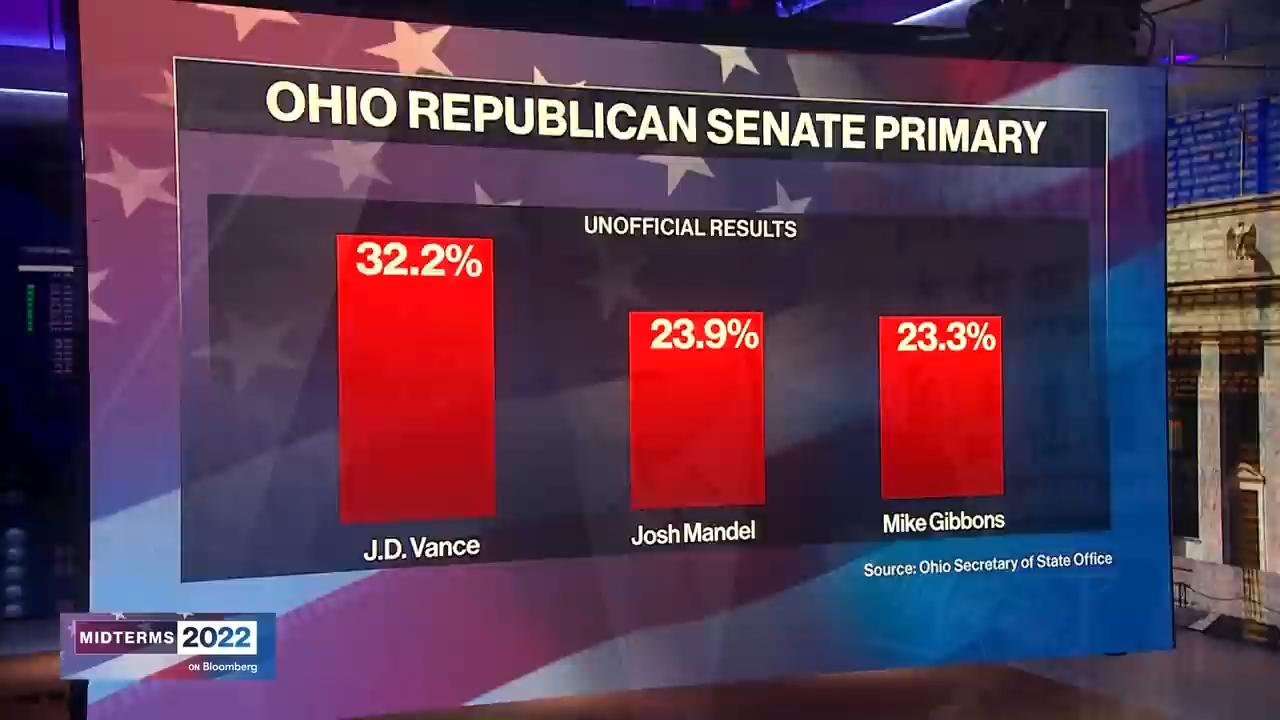 OHIO REPUBLICAN SENATE PRIMARY
UNOFFICIAL RESULTS
32.2%
23.9%
23.3%
J.D. Vance
Josh Mandel
Mike Gibbons
Source: Ohio Secretary of State Office
MIDTERMS 2022
ON Bloomberg